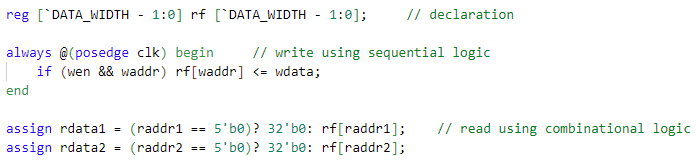 reg [`DATA_WIDTH - 1:0] rf [`DATA_WIDTH - 1:0];     // declaration
always @(posedge clk) begin     // write using sequential logic
    if (wen && waddr) rf[waddr] <= wdata;
end
assign rdata1 = (raddr1 == 5'b0)? 32'b0: rf[raddr1];    // read using combinational logic
assign rdata2 = (raddr2 == 5'b0)? 32'b0: rf[raddr2];